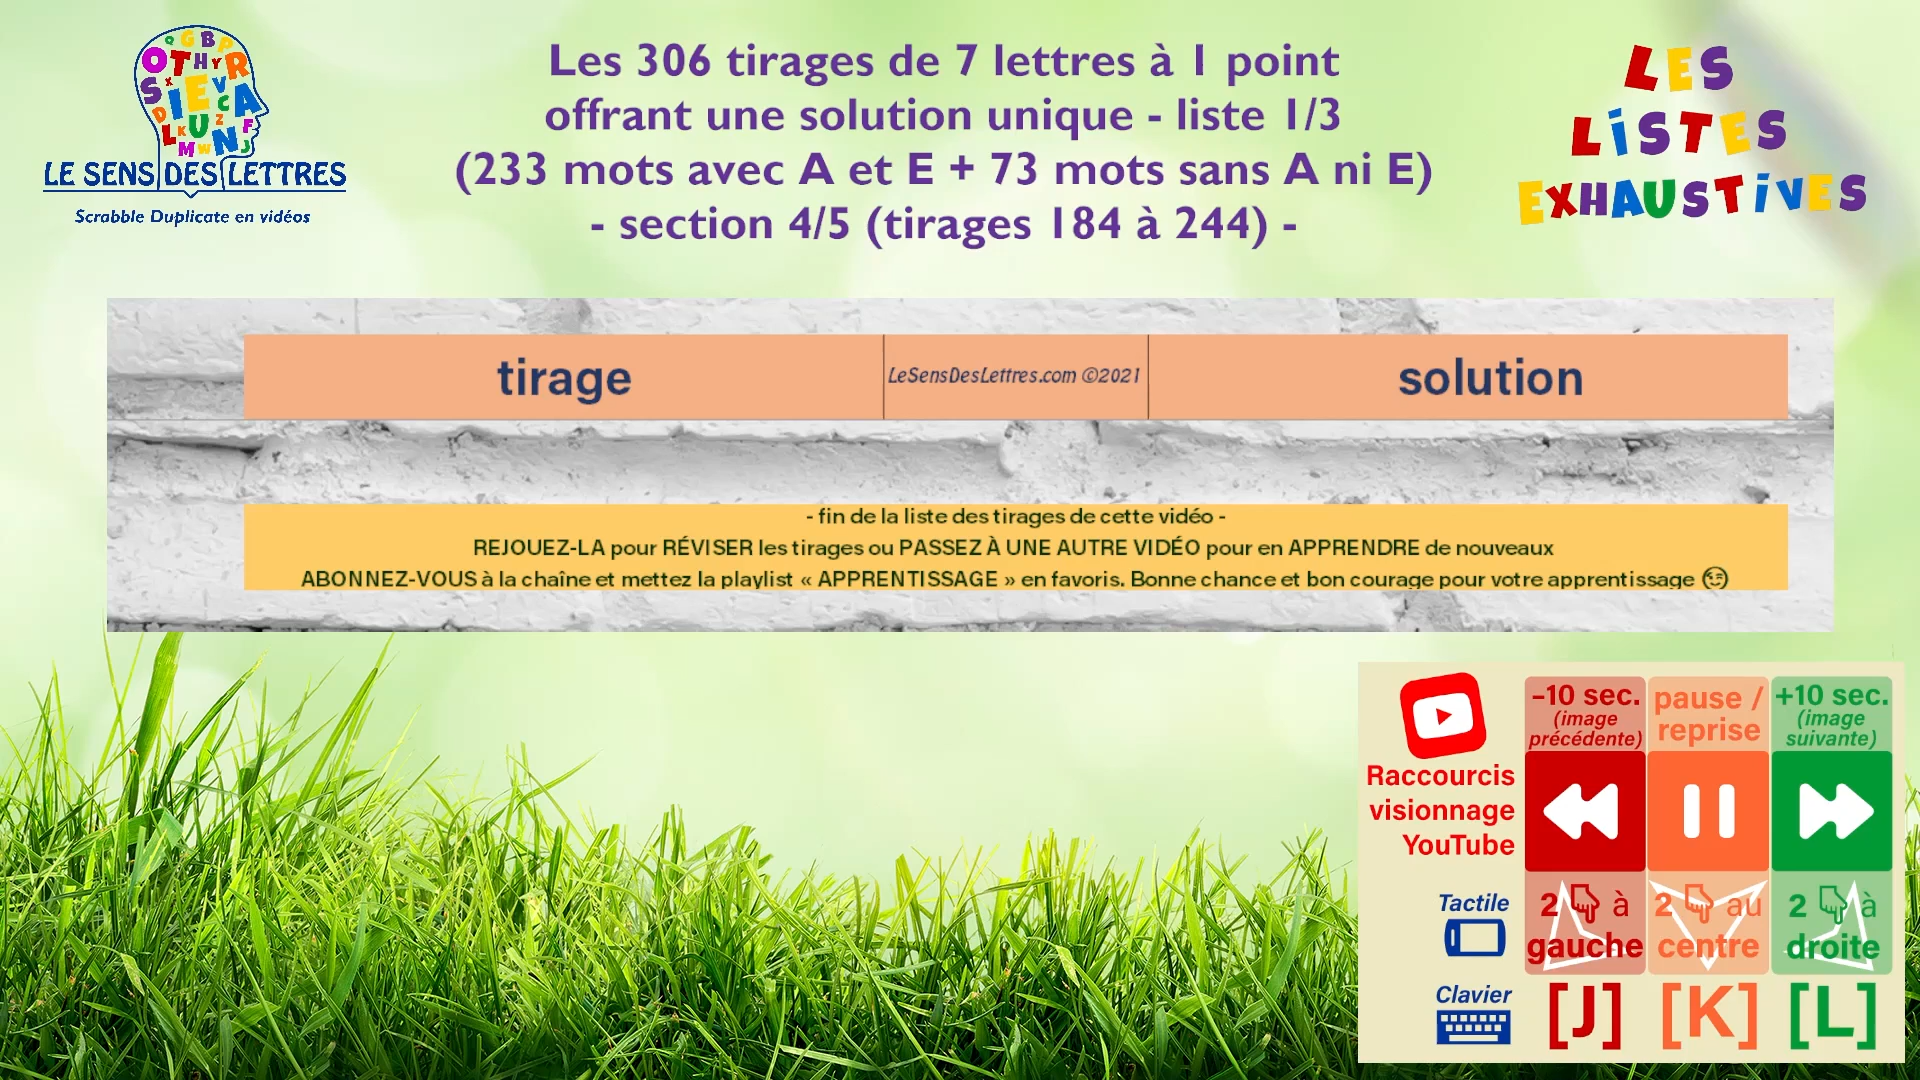 LE SENS DES LETTRES
Scrabble Duplicate en vidéos
Les 306 tirages de 7 lettres à 1 point
offrant une solution unique - liste 1/3
(233 mots avec A et E + 73 mots sans A ni E)
- section 4/5 (tirages 184 à 244) -
LES
LiSTES
EXHAUSTiVES
tirage
LeSensDesLettres.com ©2021
solution
- fin de la liste des tirages de cette vidéo -
REJOUEZ-LA pour RÉVISER les tirages ou PASSEZ À UNE AUTRE VIDÉO pour en APPRENDRE de nouveaux
ABONNEZ-VOUS à la chaîne et mettez la playlist « APPRENTISSAGE » en favoris. Bonne chance et bon courage pour votre apprentissage 😉
Raccourcis
visionnage
YouTube
–10 sec.
(image
précédente)
pause /
reprise
+10 sec.
(image
suivante)
Tactile
2 à
gauche
2 au
centre
2 à
droite
Clavier
[J]
[K]
[L]